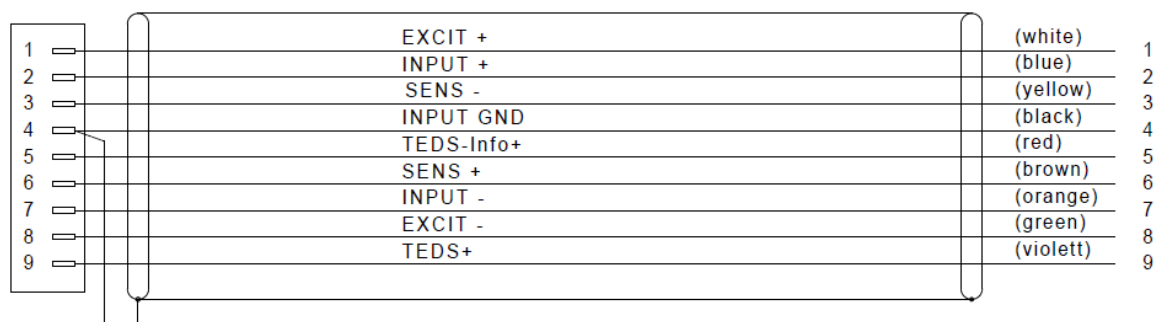 1 EXCIT + (white) 1
2 INPUT + (blue) 2
3 SENS - (yellow) 3
4 INPUT GND (black) 4
5 TEDS-Info+ (red) 5
6 SENS + (brown) 6
7 INPUT - (orange) 7
8 EXCIT - (green) 8
9 TEDS+ (violett) 9